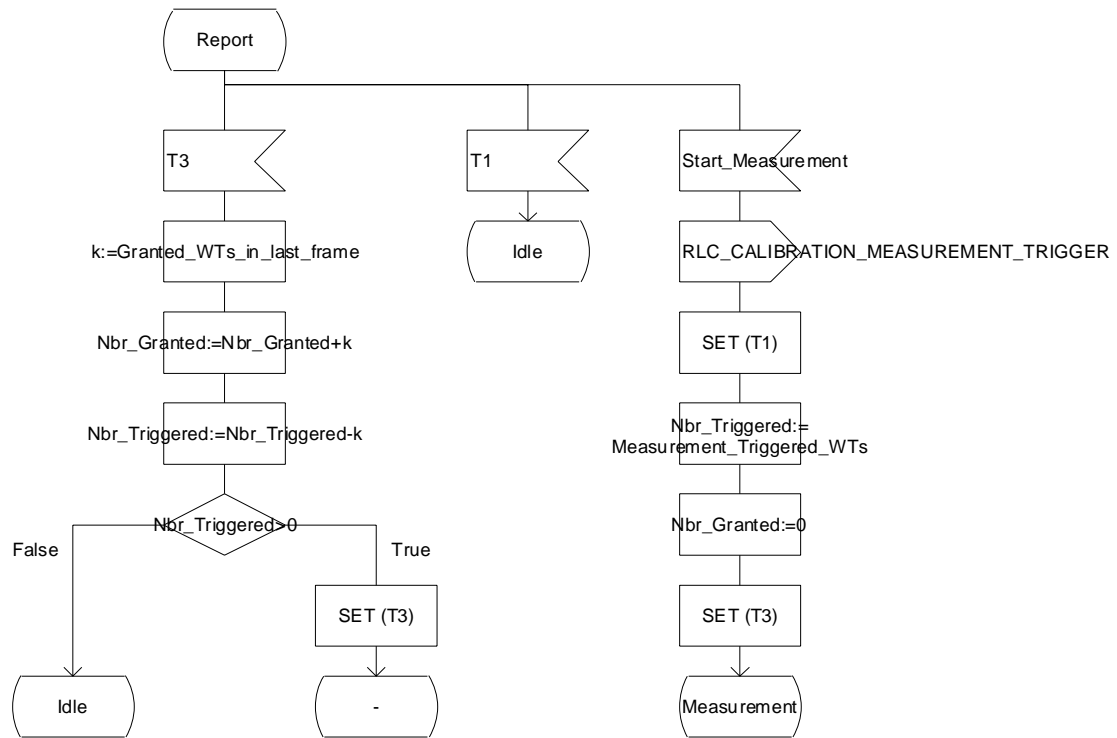 Report
T3
T1
Start_Measurement
k:=Granted_WTs_in_last_frame
Idle
RLC_CALIBRATION_MEASUREMENT_TRIGGER
Nbr_Granted:=Nbr_Granted+k
SET (T1)
Nbr_Triggered:=Nbr_Triggered-k
Nbr_Triggered:=
Measurement_Triggered_WTs
Nbr_Triggered>0
Nbr_Granted:=0
False
True
SET (T3)
SET (T3)
Idle
-
Measurement